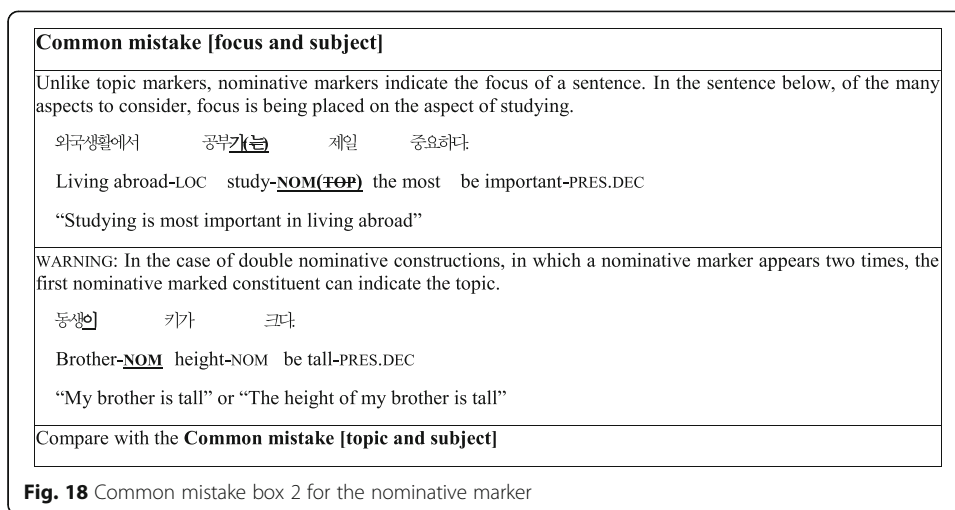 Common mistake [focus and subject]
Unlike topic markers, nominative markers indicate the focus of a sentence. In the sentence below, of the many
aspects to consider, focus is being placed on the aspect of studying.
외국생활에서 공부가(는) 제일 중요하다.
Living abroad-LOC study-NOM(TOP) the most be important-PRES.DEC
“Studying is most important in living abroad”
WARNING: In the case of double nominative constructions, in which a nominative marker appears two times, the
first nominative marked constituent can indicate the topic.
동생이 키가 크다.
Brother-NOM height-NOM be tall-PRES.DEC
“My brother is tall” or “The height of my brother is tall”
Compare with the Common mistake [topic and subject]
Fig. 18 Common mistake box 2 for the nominative marker